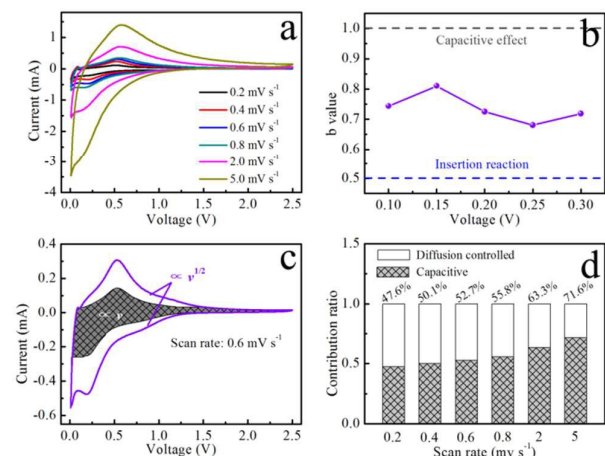 a
Current (mA)
2
1
0
-1
-2
-3
-4
0.2 mV s⁻¹
0.4 mV s⁻¹
0.6 mV s⁻¹
0.8 mV s⁻¹
2.0 mV s⁻¹
5.0 mV s⁻¹
0.0 0.5 1.0 1.5 2.0 2.5
Voltage (V)
b
b value
1.0
0.9
0.8
0.7
0.6
0.5
Capacitive effect
Insertion reaction
0.10 0.15 0.20 0.25 0.30
Voltage (V)
c
Current (mA)
0.4
0.2
0.0
-0.2
-0.4
-0.6
∝ v^1/2
∝ v
Scan rate: 0.6 mV s⁻¹
0.0 0.5 1.0 1.5 2.0 2.5
Voltage (V)
d
Contribution ratio
1.5
1.0
0.5
0.0
Diffusion controlled
Capacitive
47.6% 50.1% 52.7% 55.8% 63.3% 71.6%
0.2 0.4 0.6 0.8 2 5
Scan rate (mv s⁻¹)